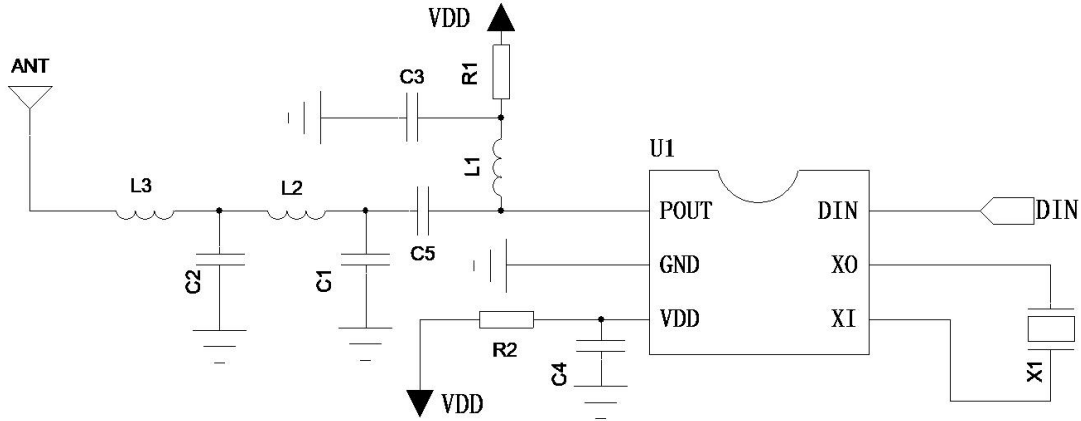 VDD
ANT
C3
R1
L1
U1
L3
L2
C5
POUT
DIN
DIN
C2
C1
GND
XO
R2
VDD
XI
C4
X1
VDD